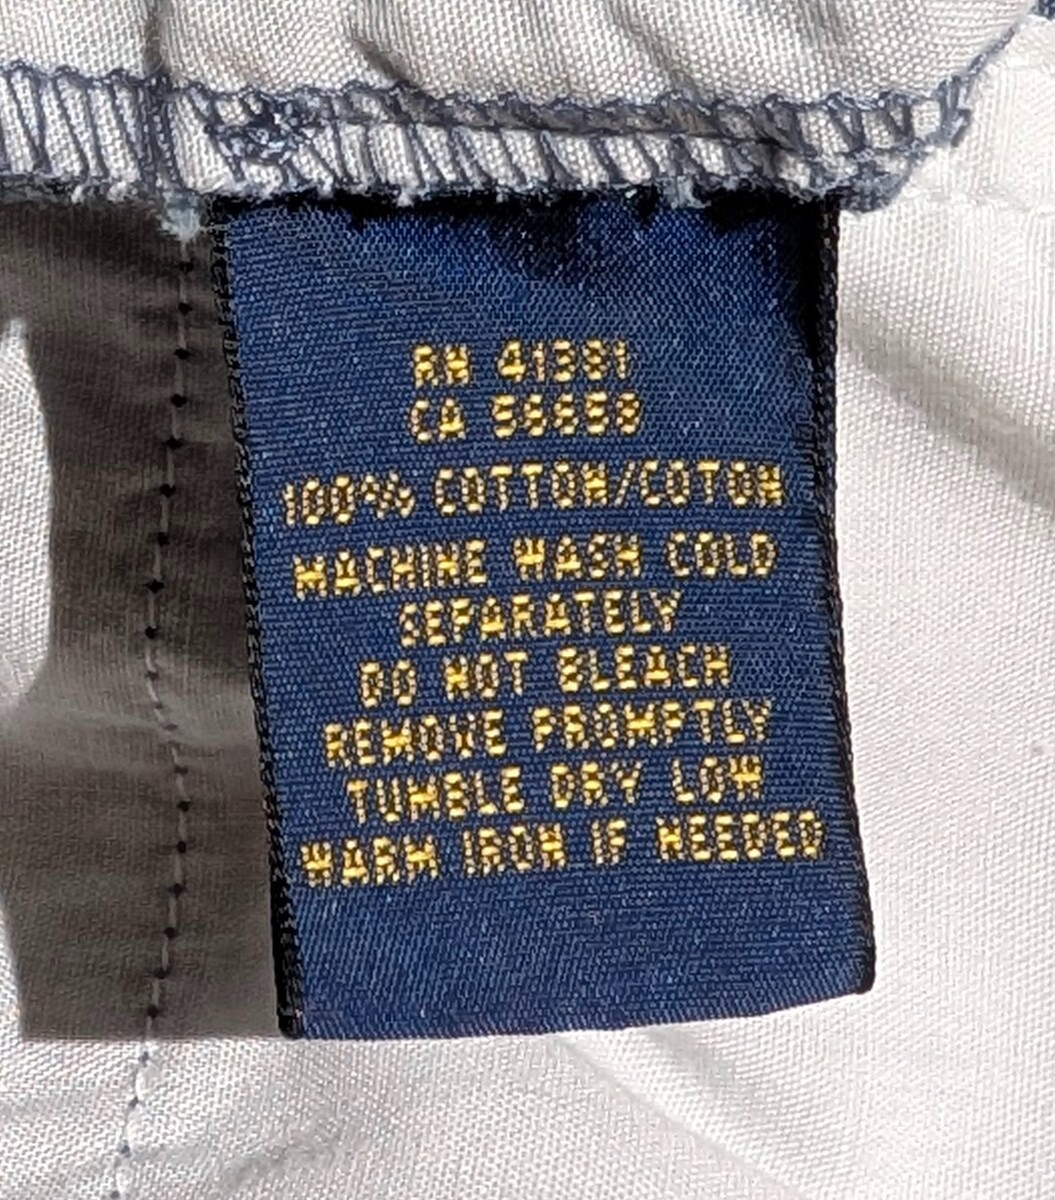 RN 41381
CA 56658
100% COTTON/COTON
MACHINE WASH COLD
SEPARATELY
DO NOT BLEACH
REMOVE PROMPTLY
TUMBLE DRY LOW
WARM IRON IF NEEDED